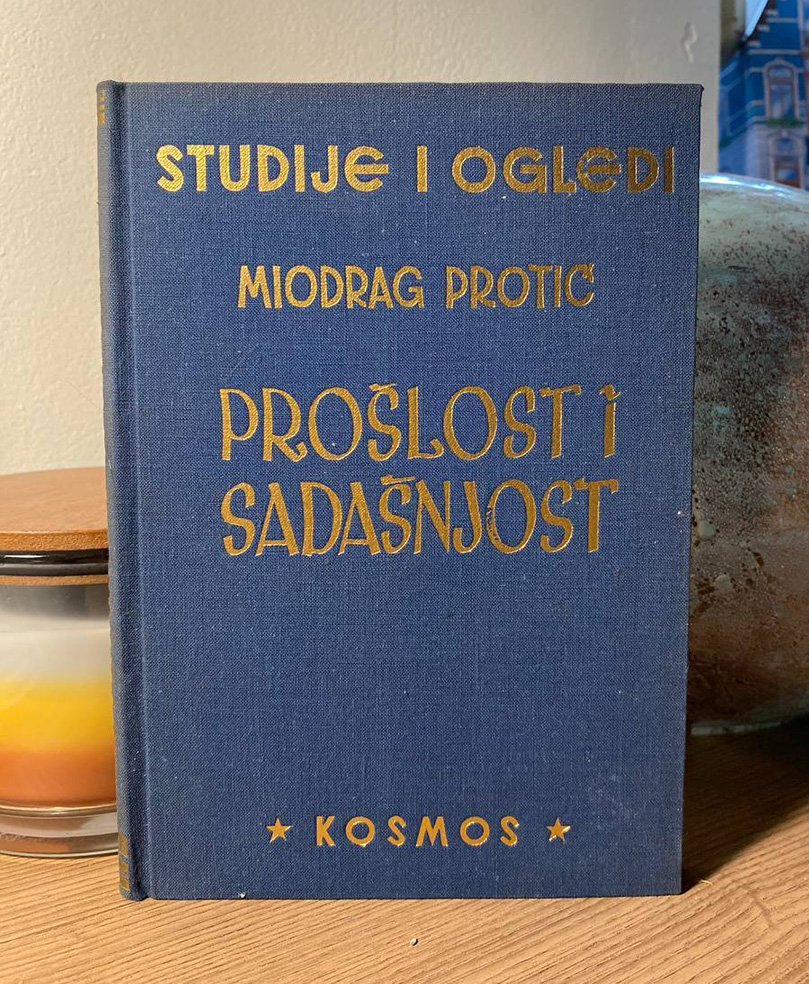 STUDIJE I OGLEDI
MIODRAG PROTIĆ
PROŠLOST I
SADAŠNJOST
★ KOSMOS ★